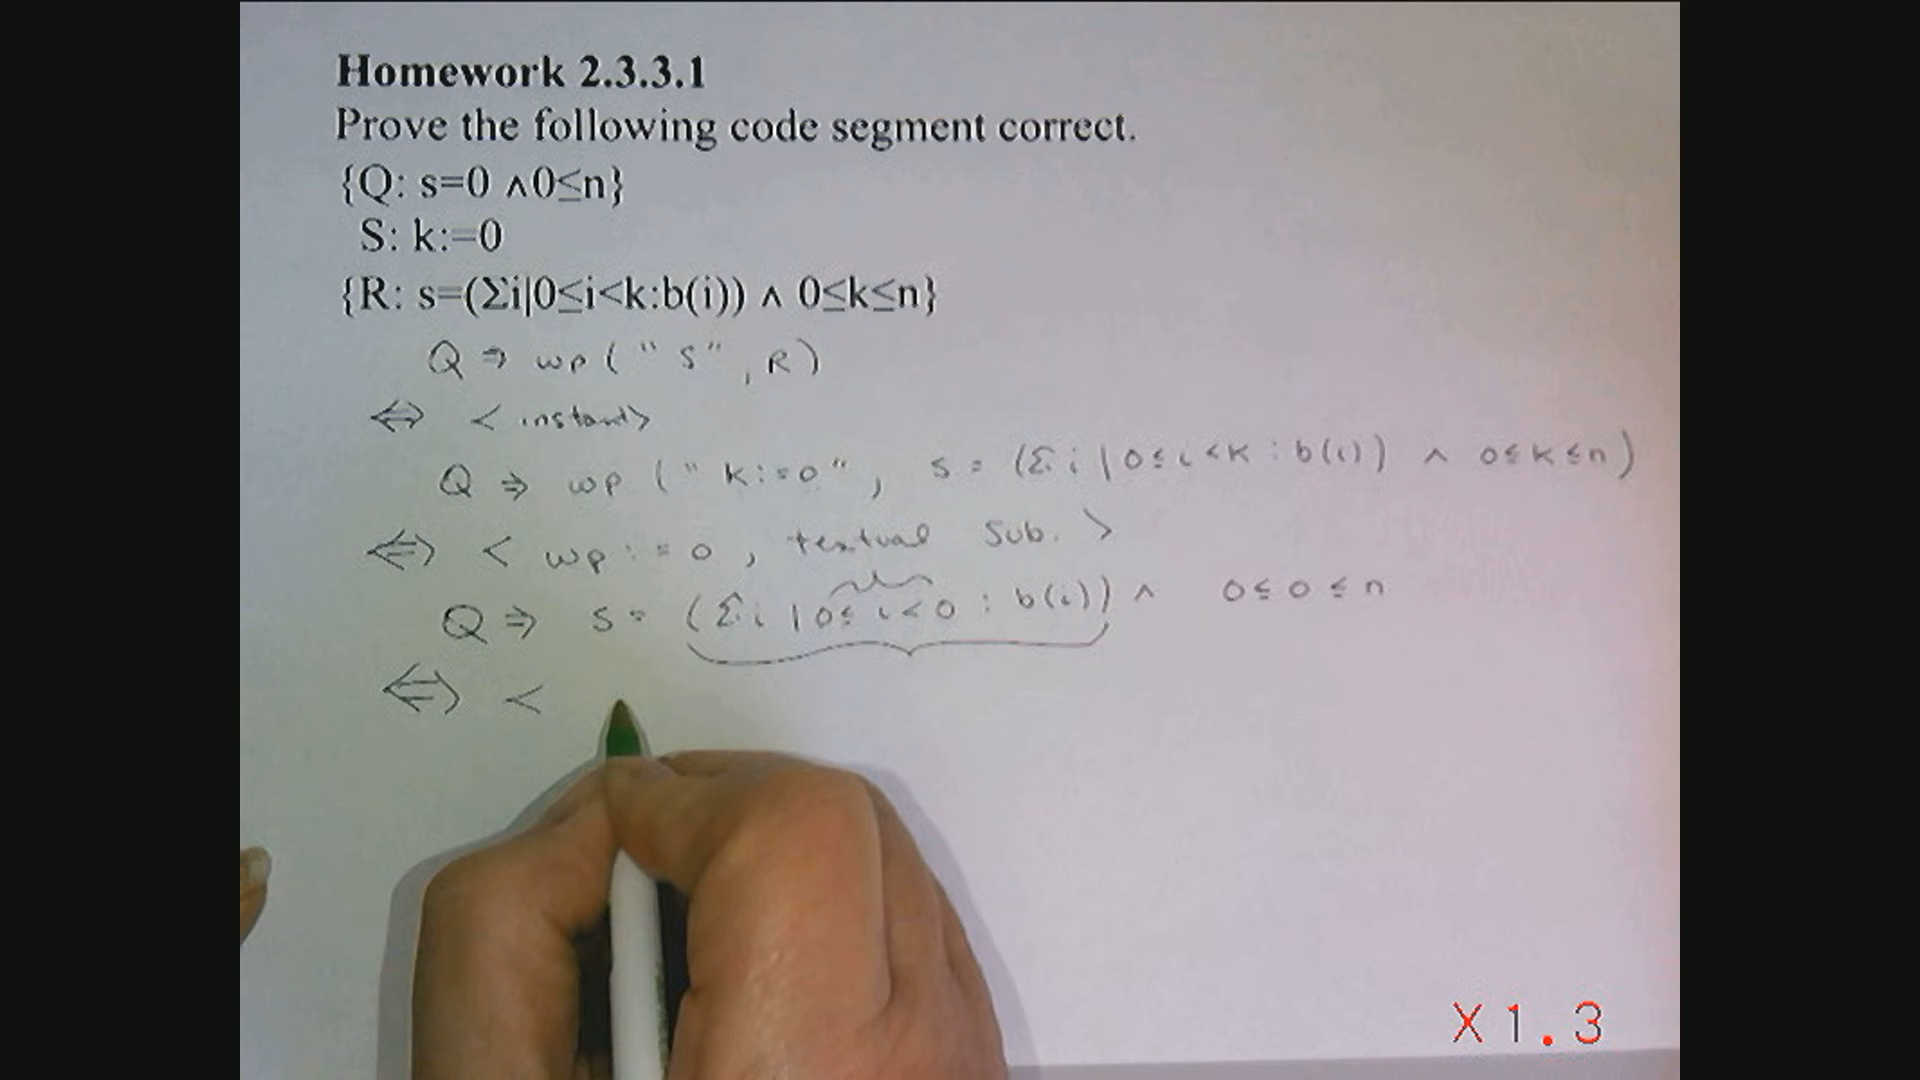 Homework 2.3.3.1
Prove the following code segment correct.
{Q: s=0 ∧0≤n}
S: k:=0
{R: s=(Σi|0≤i<k:b(i)) ∧ 0≤k≤n}
Q ⇒ wp ( "S", R )
⇔ < instant>
Q ⇒ wp ( "k:=0", s = (Σi | 0≤i<k : b(i)) ∧ 0≤k≤n )
⇔ < wp := 0, textual sub. >
Q ⇒ s = (Σi | 0≤i<0 : b(i)) ∧ 0≤0≤n
⇔ <
X1.3